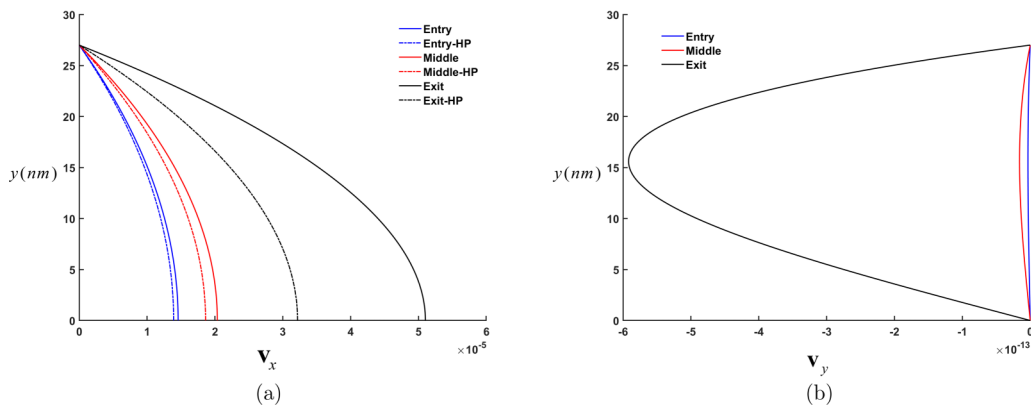 30
25
20
15
10
5
0
y(nm)
Entry
Entry-HP
Middle
Middle-HP
Exit
Exit-HP
0 1 2 3 4 5 6
×10⁻⁵
vₓ
(a)
30
25
20
15
10
5
0
y(nm)
Entry
Middle
Exit
-6 -5 -4 -3 -2 -1 0
×10⁻¹³
v_y
(b)